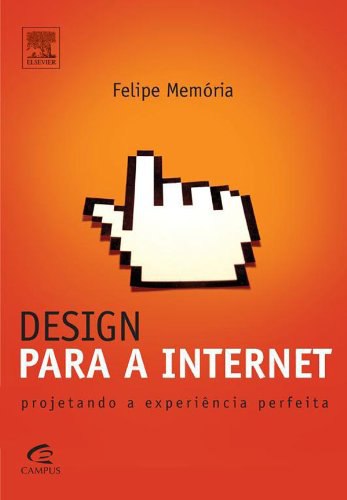 ELSEVIER
Felipe Memória
DESIGN
PARA A INTERNET
projetando a experiência perfeita
CAMPUS